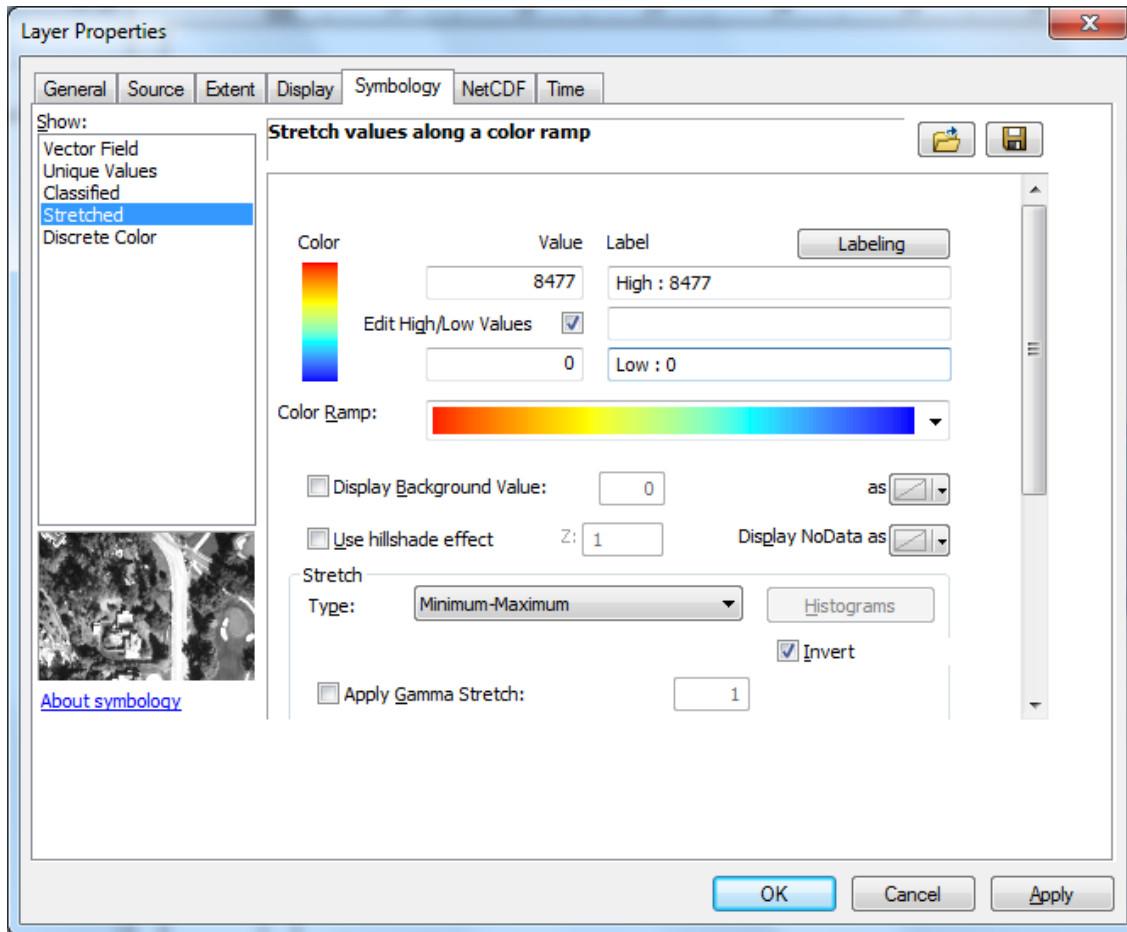 Layer Properties
General Source Extent Display Symbology NetCDF Time
Show:
Vector Field
Unique Values
Classified
Stretched
Discrete Color
About symbology
Stretch values along a color ramp
Color Value Label Labeling
8477 High : 8477
Edit High/Low Values
0 Low : 0
Color Ramp:
Display Background Value: 0 as
Use hillshade effect Z: 1 Display NoData as
Stretch
Type: Minimum-Maximum Histograms
Invert
Apply Gamma Stretch: 1
OK Cancel Apply